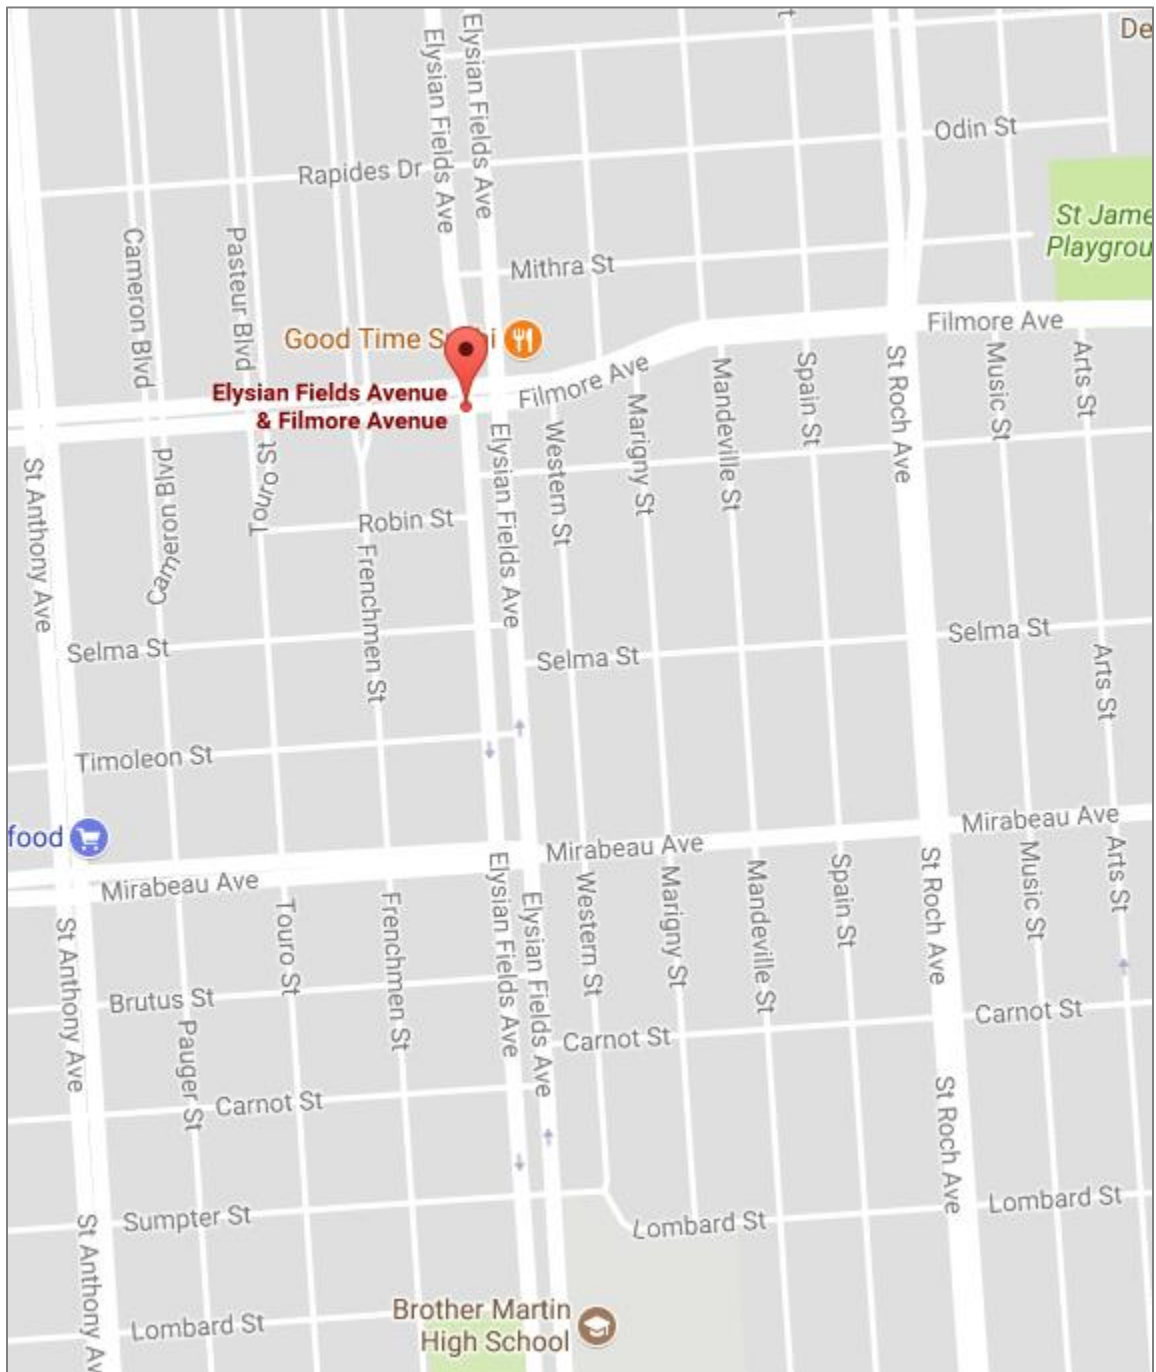 De
Elysian Fields Ave
Elysian Fields Ave
Odin St
Rapides Dr
St Jame
Playgrou
Cameron Blvd
Pasteur Blvd
Mithra St
Filmore Ave
Good Time S
i
Elysian Fields Avenue
& Filmore Avenue
Filmore Ave
Mandeville St
Spain St
St Roch Ave
Music St
Arts St
Marigny St
Western St
Elysian Fields Ave
Touro St
Cameron Blvd
St Anthony Ave
Robin St
Frenchmen St
Selma St
Selma St
Selma St
Arts St
Timoleon St
food
Mirabeau Ave
Mirabeau Ave
Mirabeau Ave
Elysian Fields Ave
Elysian Fields Ave
Western St
Marigny St
Mandeville St
Spain St
St Roch Ave
Music St
Arts St
St Anthony Ave
Touro St
Frenchmen St
Brutus St
Pauger St
Carnot St
Carnot St
Carnot St
St Roch Ave
Sumpter St
Lombard St
Lombard St
St Anthony Av
Brother Martin
High School
Lombard St